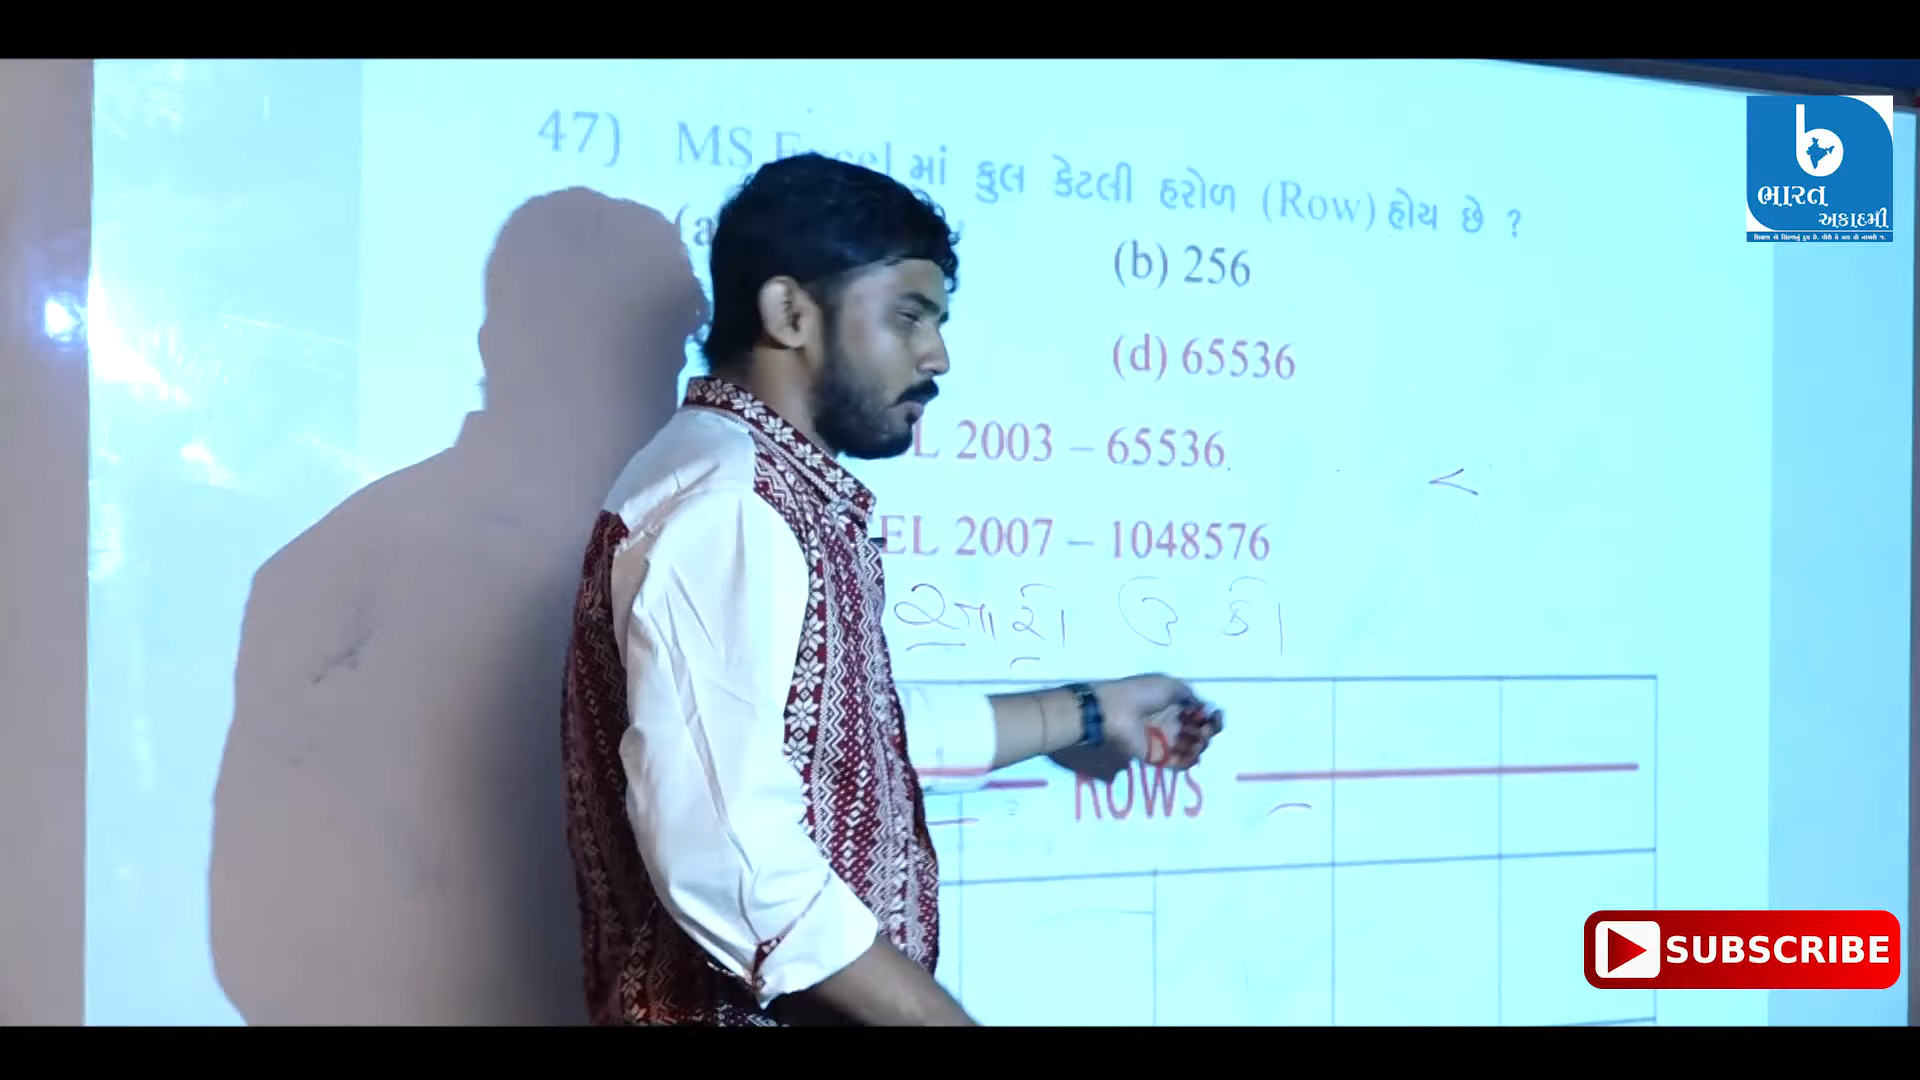 47) MS Excel માં કુલ કેટલી હરોળ (Row) હોય છે ?
(b) 256
(d) 65536
2003 – 65536
2007 – 1048576
ROWS
b
ભારત
અકાદમી
SUBSCRIBE